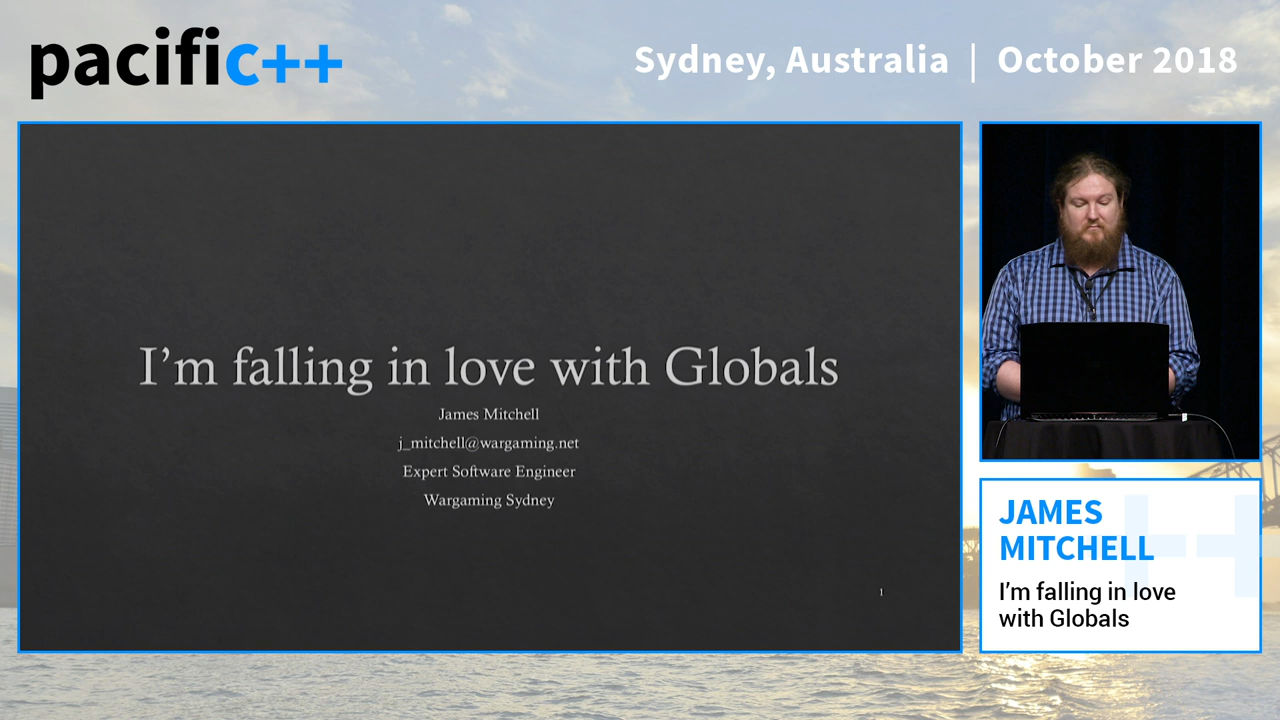 pacific++
Sydney, Australia | October 2018
I'm falling in love with Globals
James Mitchell
j_mitchell@wargaming.net
Expert Software Engineer
Wargaming Sydney
1
JAMES
MITCHELL
I'm falling in love
with Globals